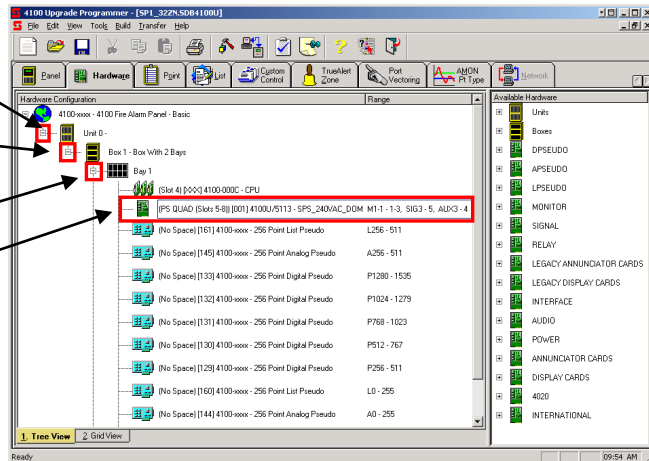 4100 Upgrade Programmer - [SP1_32ZN.SDB4100U]
File Edit View Tools Build Transfer Help
Panel Hardware Point List Custom Control TrueAlert Zone Port Vectoring AMON Pt Type Network
Hardware Configuration Range Available Hardware
4100-xxxx - 4100 Fire Alarm Panel - Basic
Unit 0 -
Box 1 - Box With 2 Bays
Bay 1
(Slot 4) [XXX] 4100-000C - CPU
(PS QUAD (Slots 5-8)) [001] 4100U/5113 - SPS_240VAC_DOM M1-1 - 1-3, SIG3 - 5, AUX3 - 4
(No Space) [161] 4100-xxxx - 256 Point List Pseudo L256 - 511
(No Space) [145] 4100-xxxx - 256 Point Analog Pseudo A256 - 511
(No Space) [133] 4100-xxxx - 256 Point Digital Pseudo P1280 - 1535
(No Space) [132] 4100-xxxx - 256 Point Digital Pseudo P1024 - 1279
(No Space) [131] 4100-xxxx - 256 Point Digital Pseudo P768 - 1023
(No Space) [130] 4100-xxxx - 256 Point Digital Pseudo P512 - 767
(No Space) [129] 4100-xxxx - 256 Point Digital Pseudo P256 - 511
(No Space) [160] 4100-xxxx - 256 Point List Pseudo L0 - 255
(No Space) [144] 4100-xxxx - 256 Point Analog Pseudo A0 - 255
Units
Boxes
DPSEUDO
APSEUDO
LPSEUDO
MONITOR
SIGNAL
RELAY
LEGACY ANNUNCIATOR CARDS
LEGACY DISPLAY CARDS
INTERFACE
AUDIO
POWER
ANNUNCIATOR CARDS
DISPLAY CARDS
4020
INTERNATIONAL
1. Tree View 2 Grid View
Ready 09:54 AM